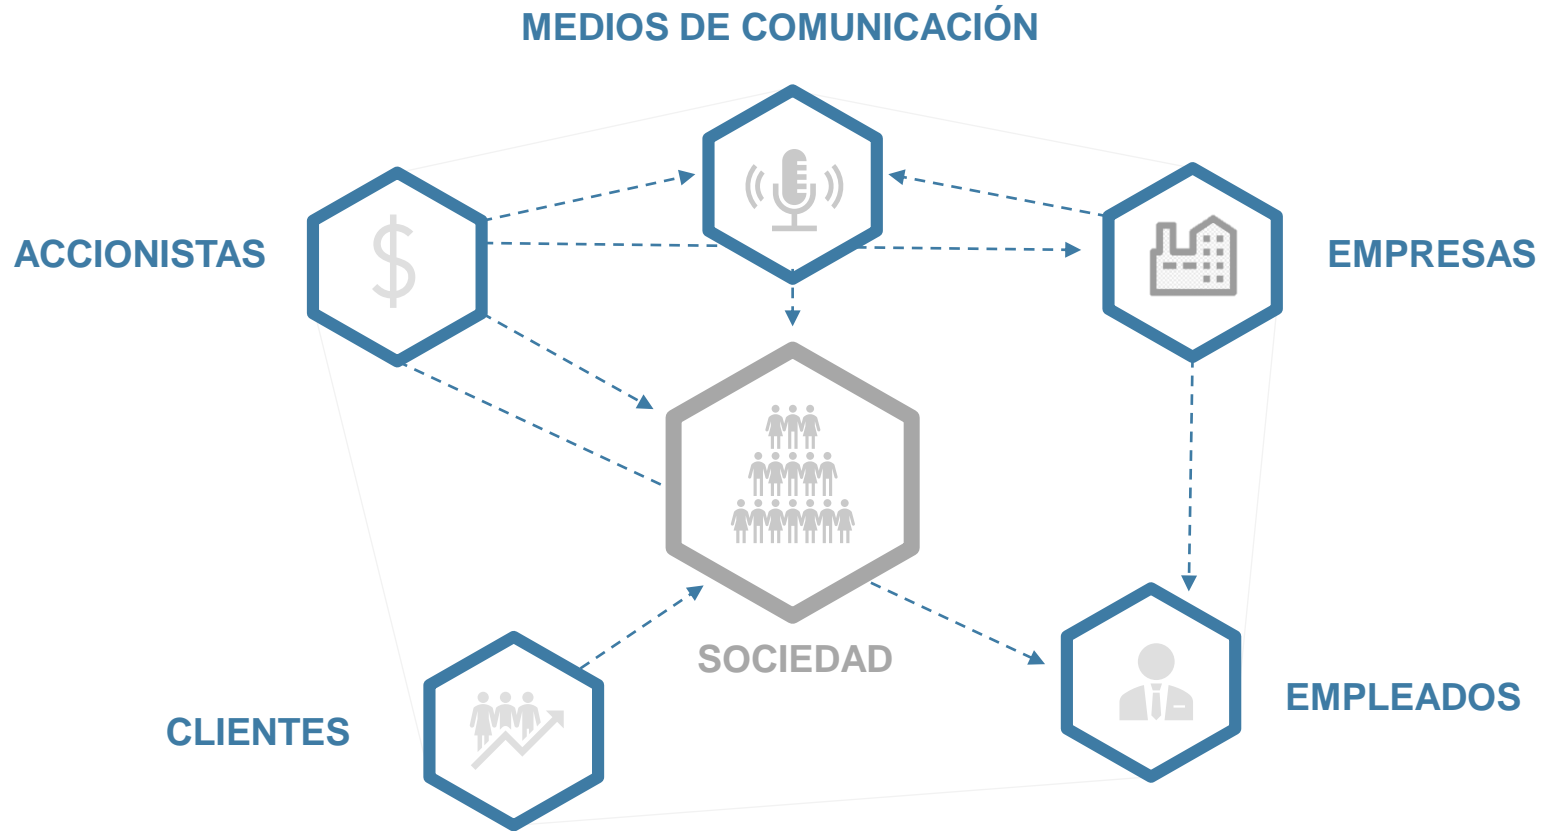 MEDIOS DE COMUNICACIÓN
ACCIONISTAS
EMPRESAS
SOCIEDAD
EMPLEADOS
CLIENTES